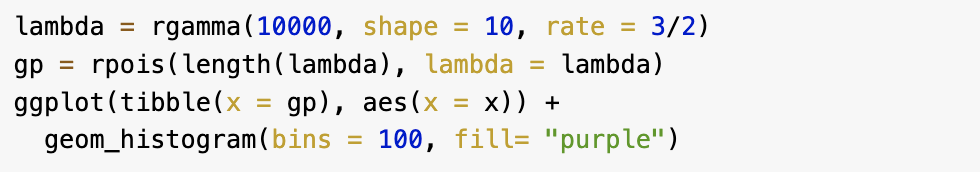 lambda = rgamma(10000, shape = 10, rate = 3/2)
gp = rpois(length(lambda), lambda = lambda)
ggplot(tibble(x = gp), aes(x = x)) +
  geom_histogram(bins = 100, fill= "purple")